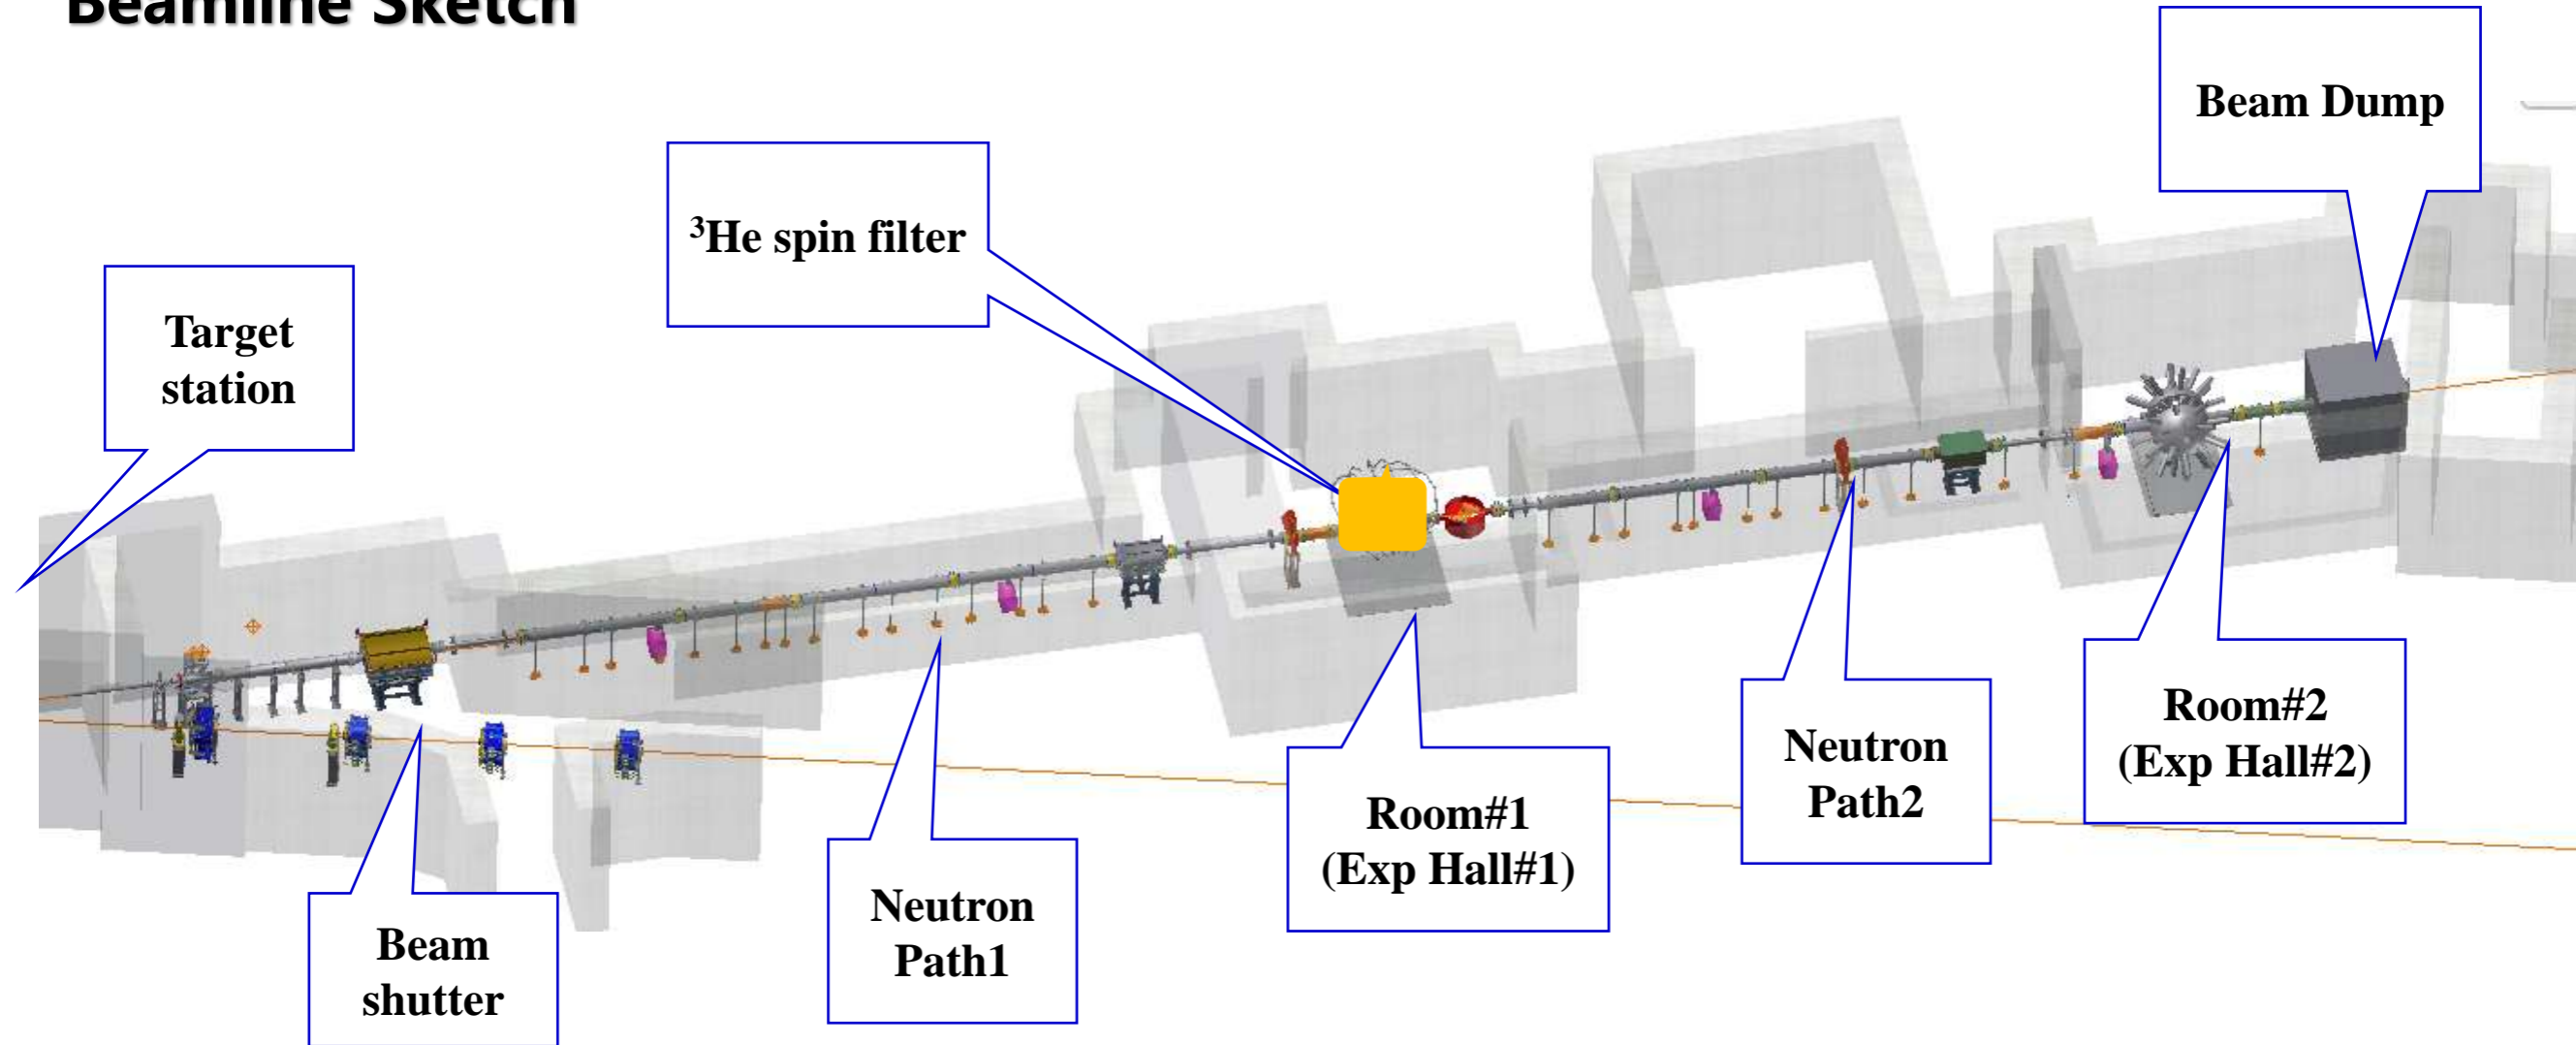 Beamline Sketch
Beam Dump
³He spin filter
Target
station
Room#2
(Exp Hall#2)
Neutron
Path2
Room#1
(Exp Hall#1)
Neutron
Path1
Beam
shutter